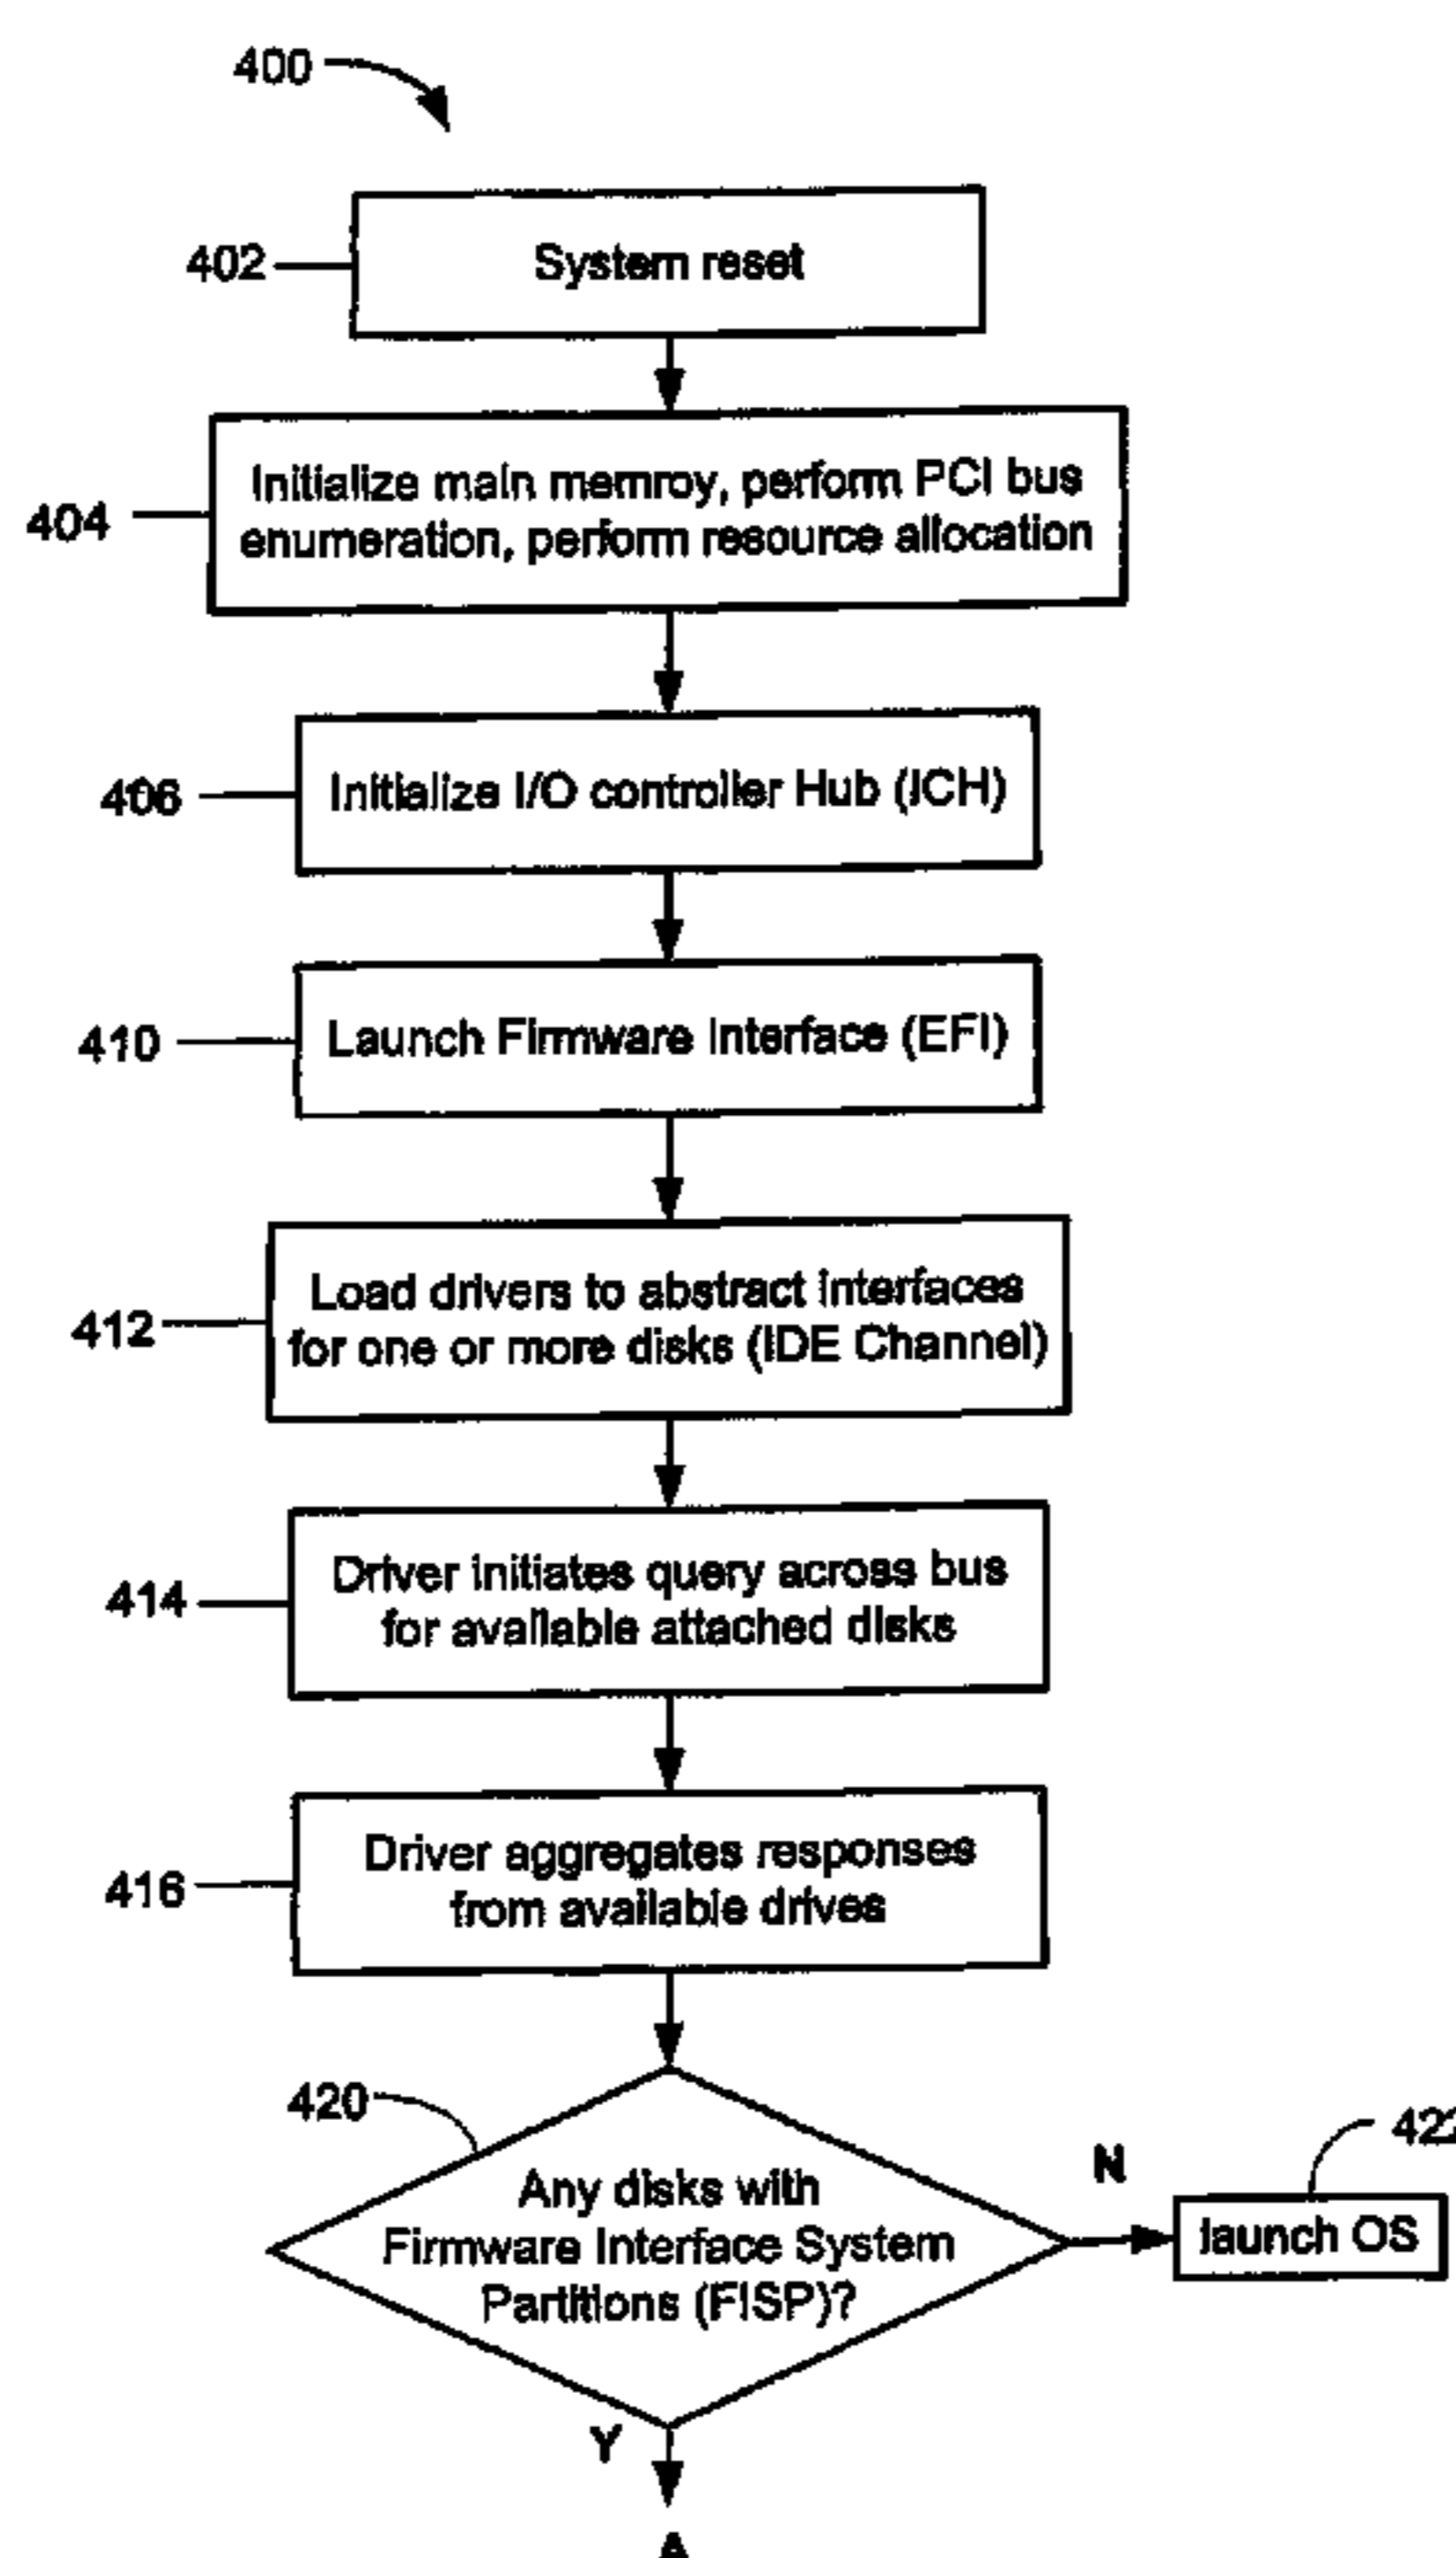 400
402
System reset
404
Initialize main memroy, perform PCI bus
enumeration, perform resource allocation
406
Initialize I/O controller Hub (ICH)
410
Launch Firmware Interface (EFI)
412
Load drivers to abstract interfaces
for one or more disks (IDE Channel)
414
Driver initiates query across bus
for available attached disks
416
Driver aggregates responses
from available drives
420
Any disks with
Firmware Interface System
Partitions (FISP)?
N
launch OS
Y
A